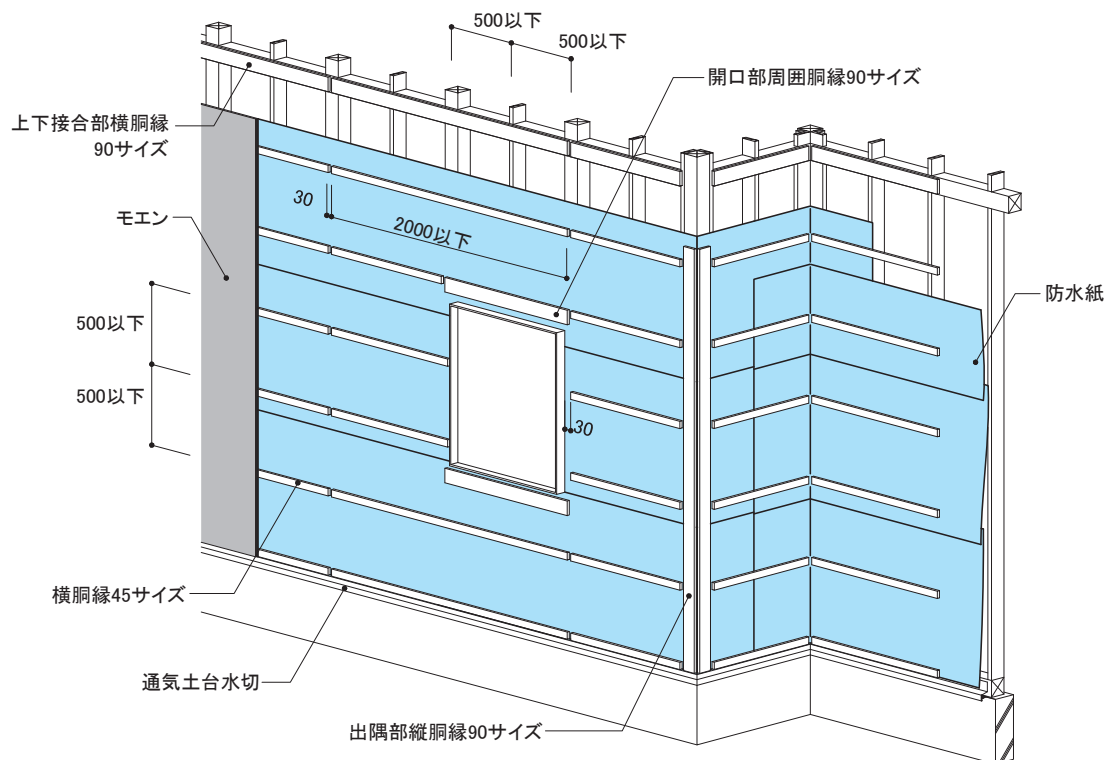 500以下
500以下
開口部周囲胴縁90サイズ
上下接合部横胴縁
90サイズ
モエン
30
2000以下
防水紙
500以下
500以下
30
横胴縁45サイズ
通気土台水切
出隅部縦胴縁90サイズ